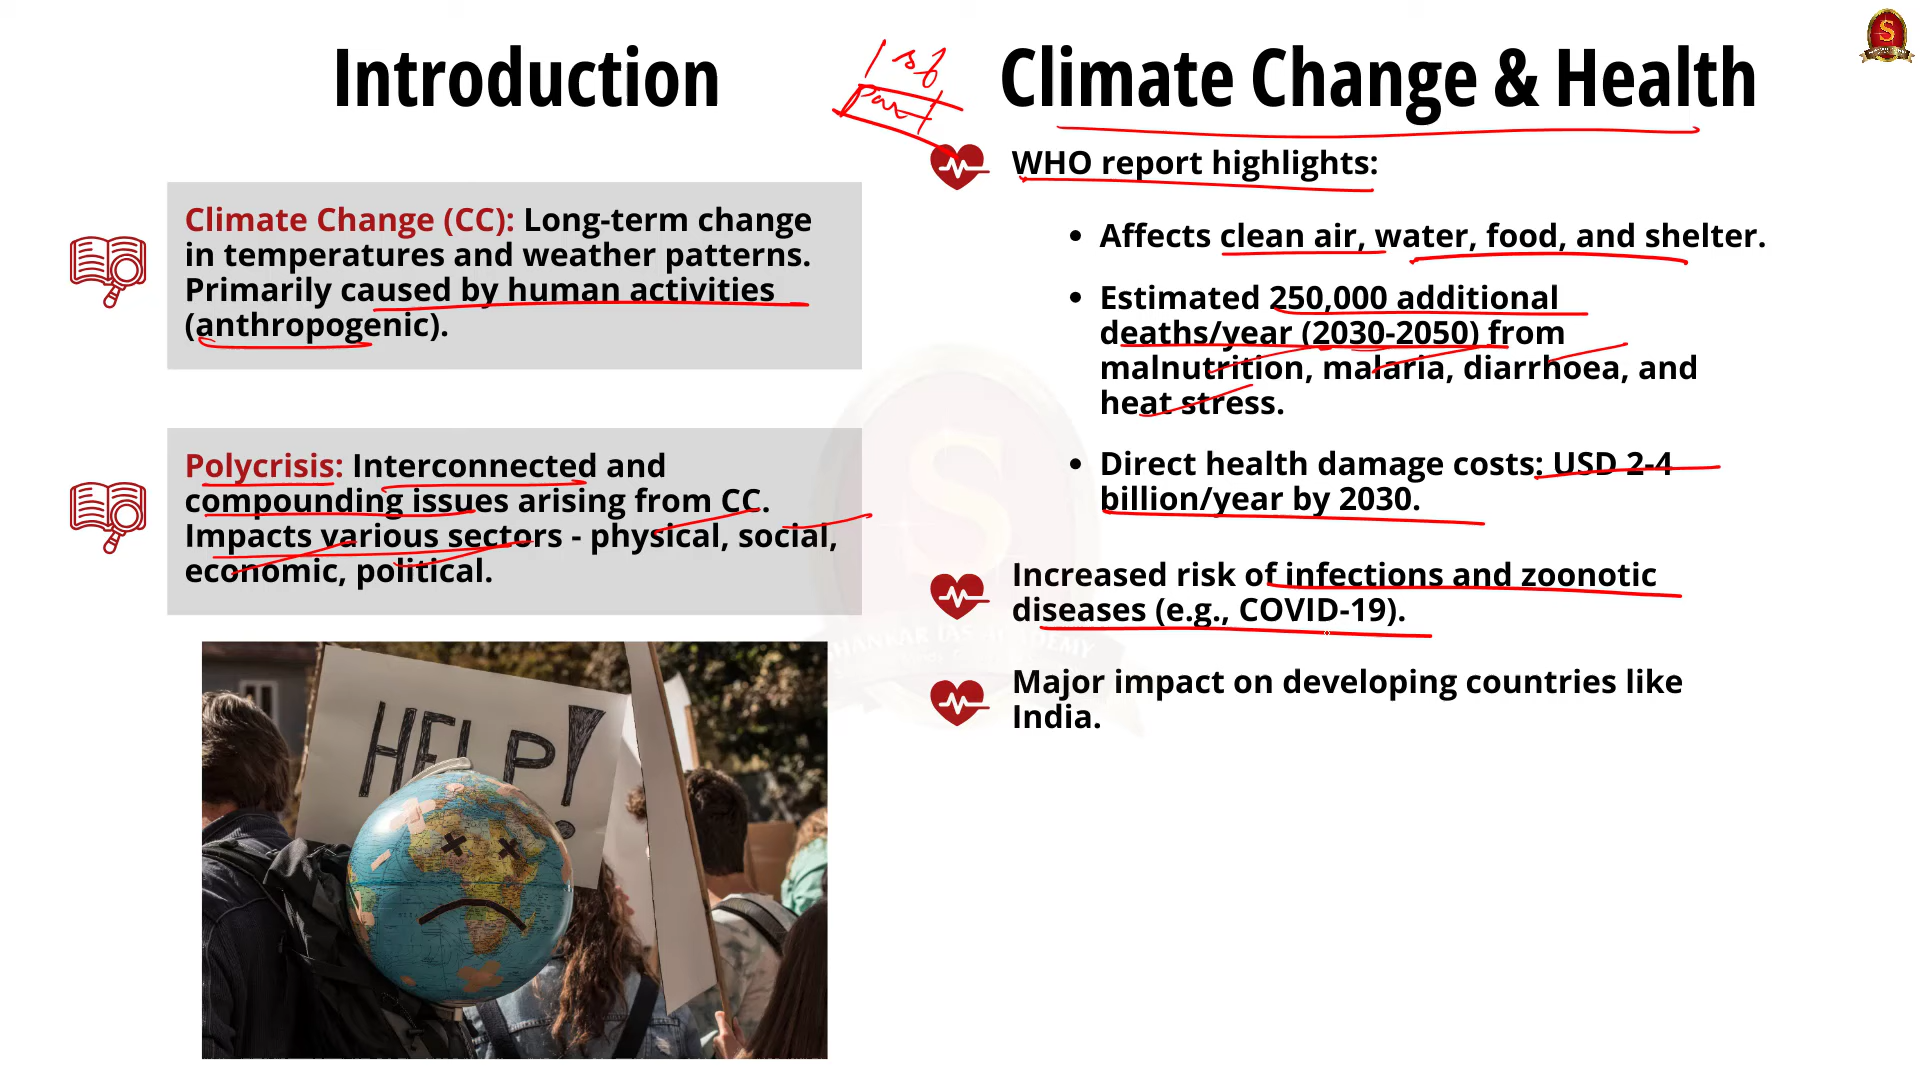 Introduction
Climate Change (CC): Long-term change
in temperatures and weather patterns.
Primarily caused by human activities
(anthropogenic).
Polycrisis: Interconnected and
compounding issues arising from CC.
Impacts various sectors - physical, social,
economic, political.
HELP!
1st
part
Climate Change & Health
WHO report highlights:
• Affects clean air, water, food, and shelter.
• Estimated 250,000 additional
deaths/year (2030-2050) from
malnutrition, malaria, diarrhoea, and
heat stress.
• Direct health damage costs: USD 2-4
billion/year by 2030.
Increased risk of infections and zoonotic
diseases (e.g., COVID-19).
Major impact on developing countries like
India.
S
S
SHANKAR IAS ACADEMY